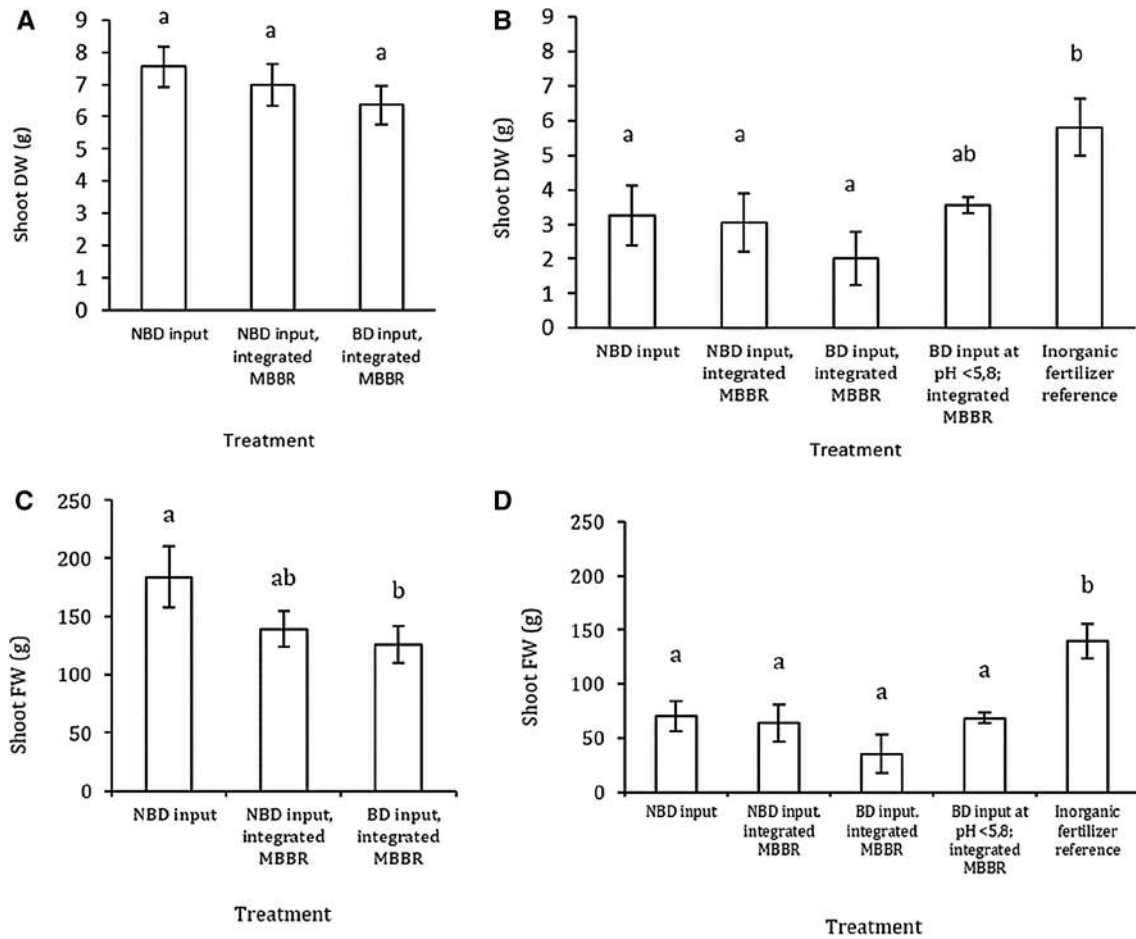 A
Shoot DW (g)
9
8
7
6
5
4
3
2
1
0
a
a
a
NBD input
NBD input,
integrated
MBBR
BD input,
integrated
MBBR
Treatment
B
Shoot DW (g)
9
8
7
6
5
4
3
2
1
0
a
a
a
ab
b
NBD input
NBD input,
integrated
MBBR
BD input,
integrated
MBBR
BD input at
pH <5,8;
integrated
MBBR
Inorganic
fertilizer
reference
Treatment
C
Shoot FW (g)
250
200
150
100
50
0
a
ab
b
NBD input
NBD input,
integrated
MBBR
BD input,
integrated
MBBR
Treatment
D
Shoot FW (g)
250
200
150
100
50
0
a
a
a
a
b
NBD input
NBD input,
integrated
MBBR
BD input,
integrated
MBBR
BD input at
pH <5,8;
integrated
MBBR
Inorganic
fertilizer
reference
Treatment